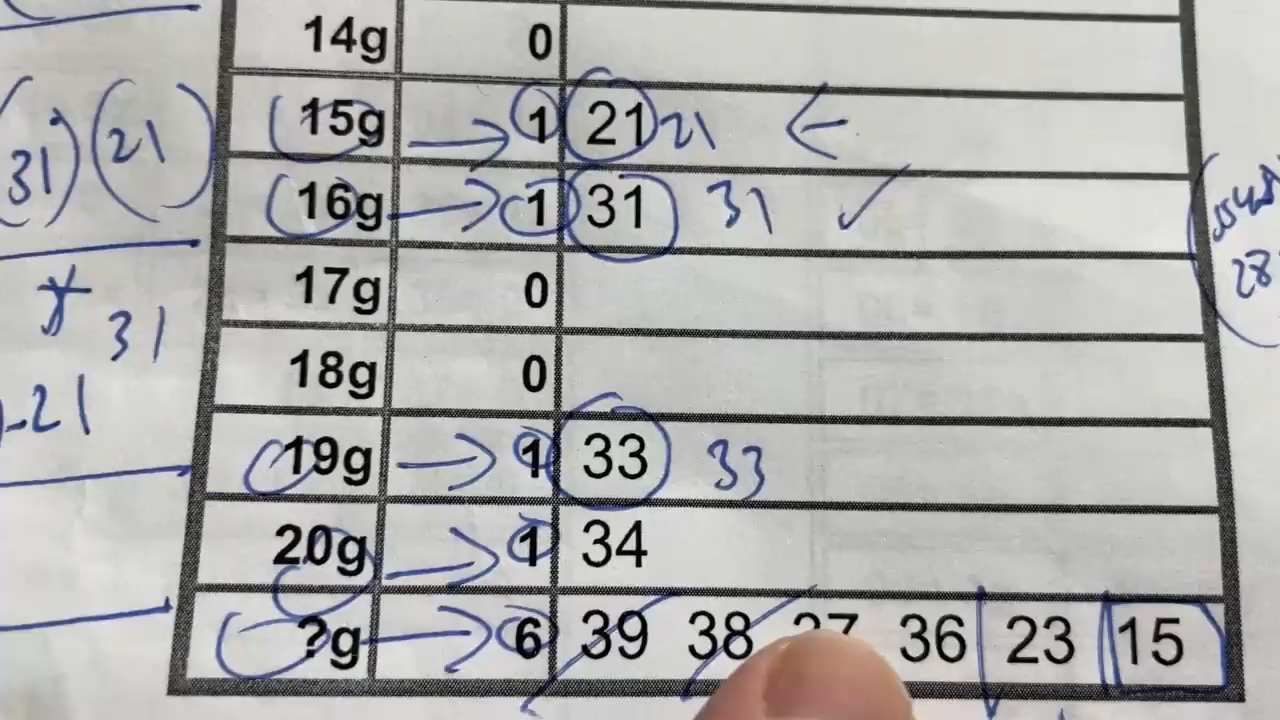 14g 0
15g 1 21 21
16g 1 31 31
17g 0
18g 0
19g 1 33 33
20g 1 34
?g 6 39 38 36 23 15
31 21
31
-21
28